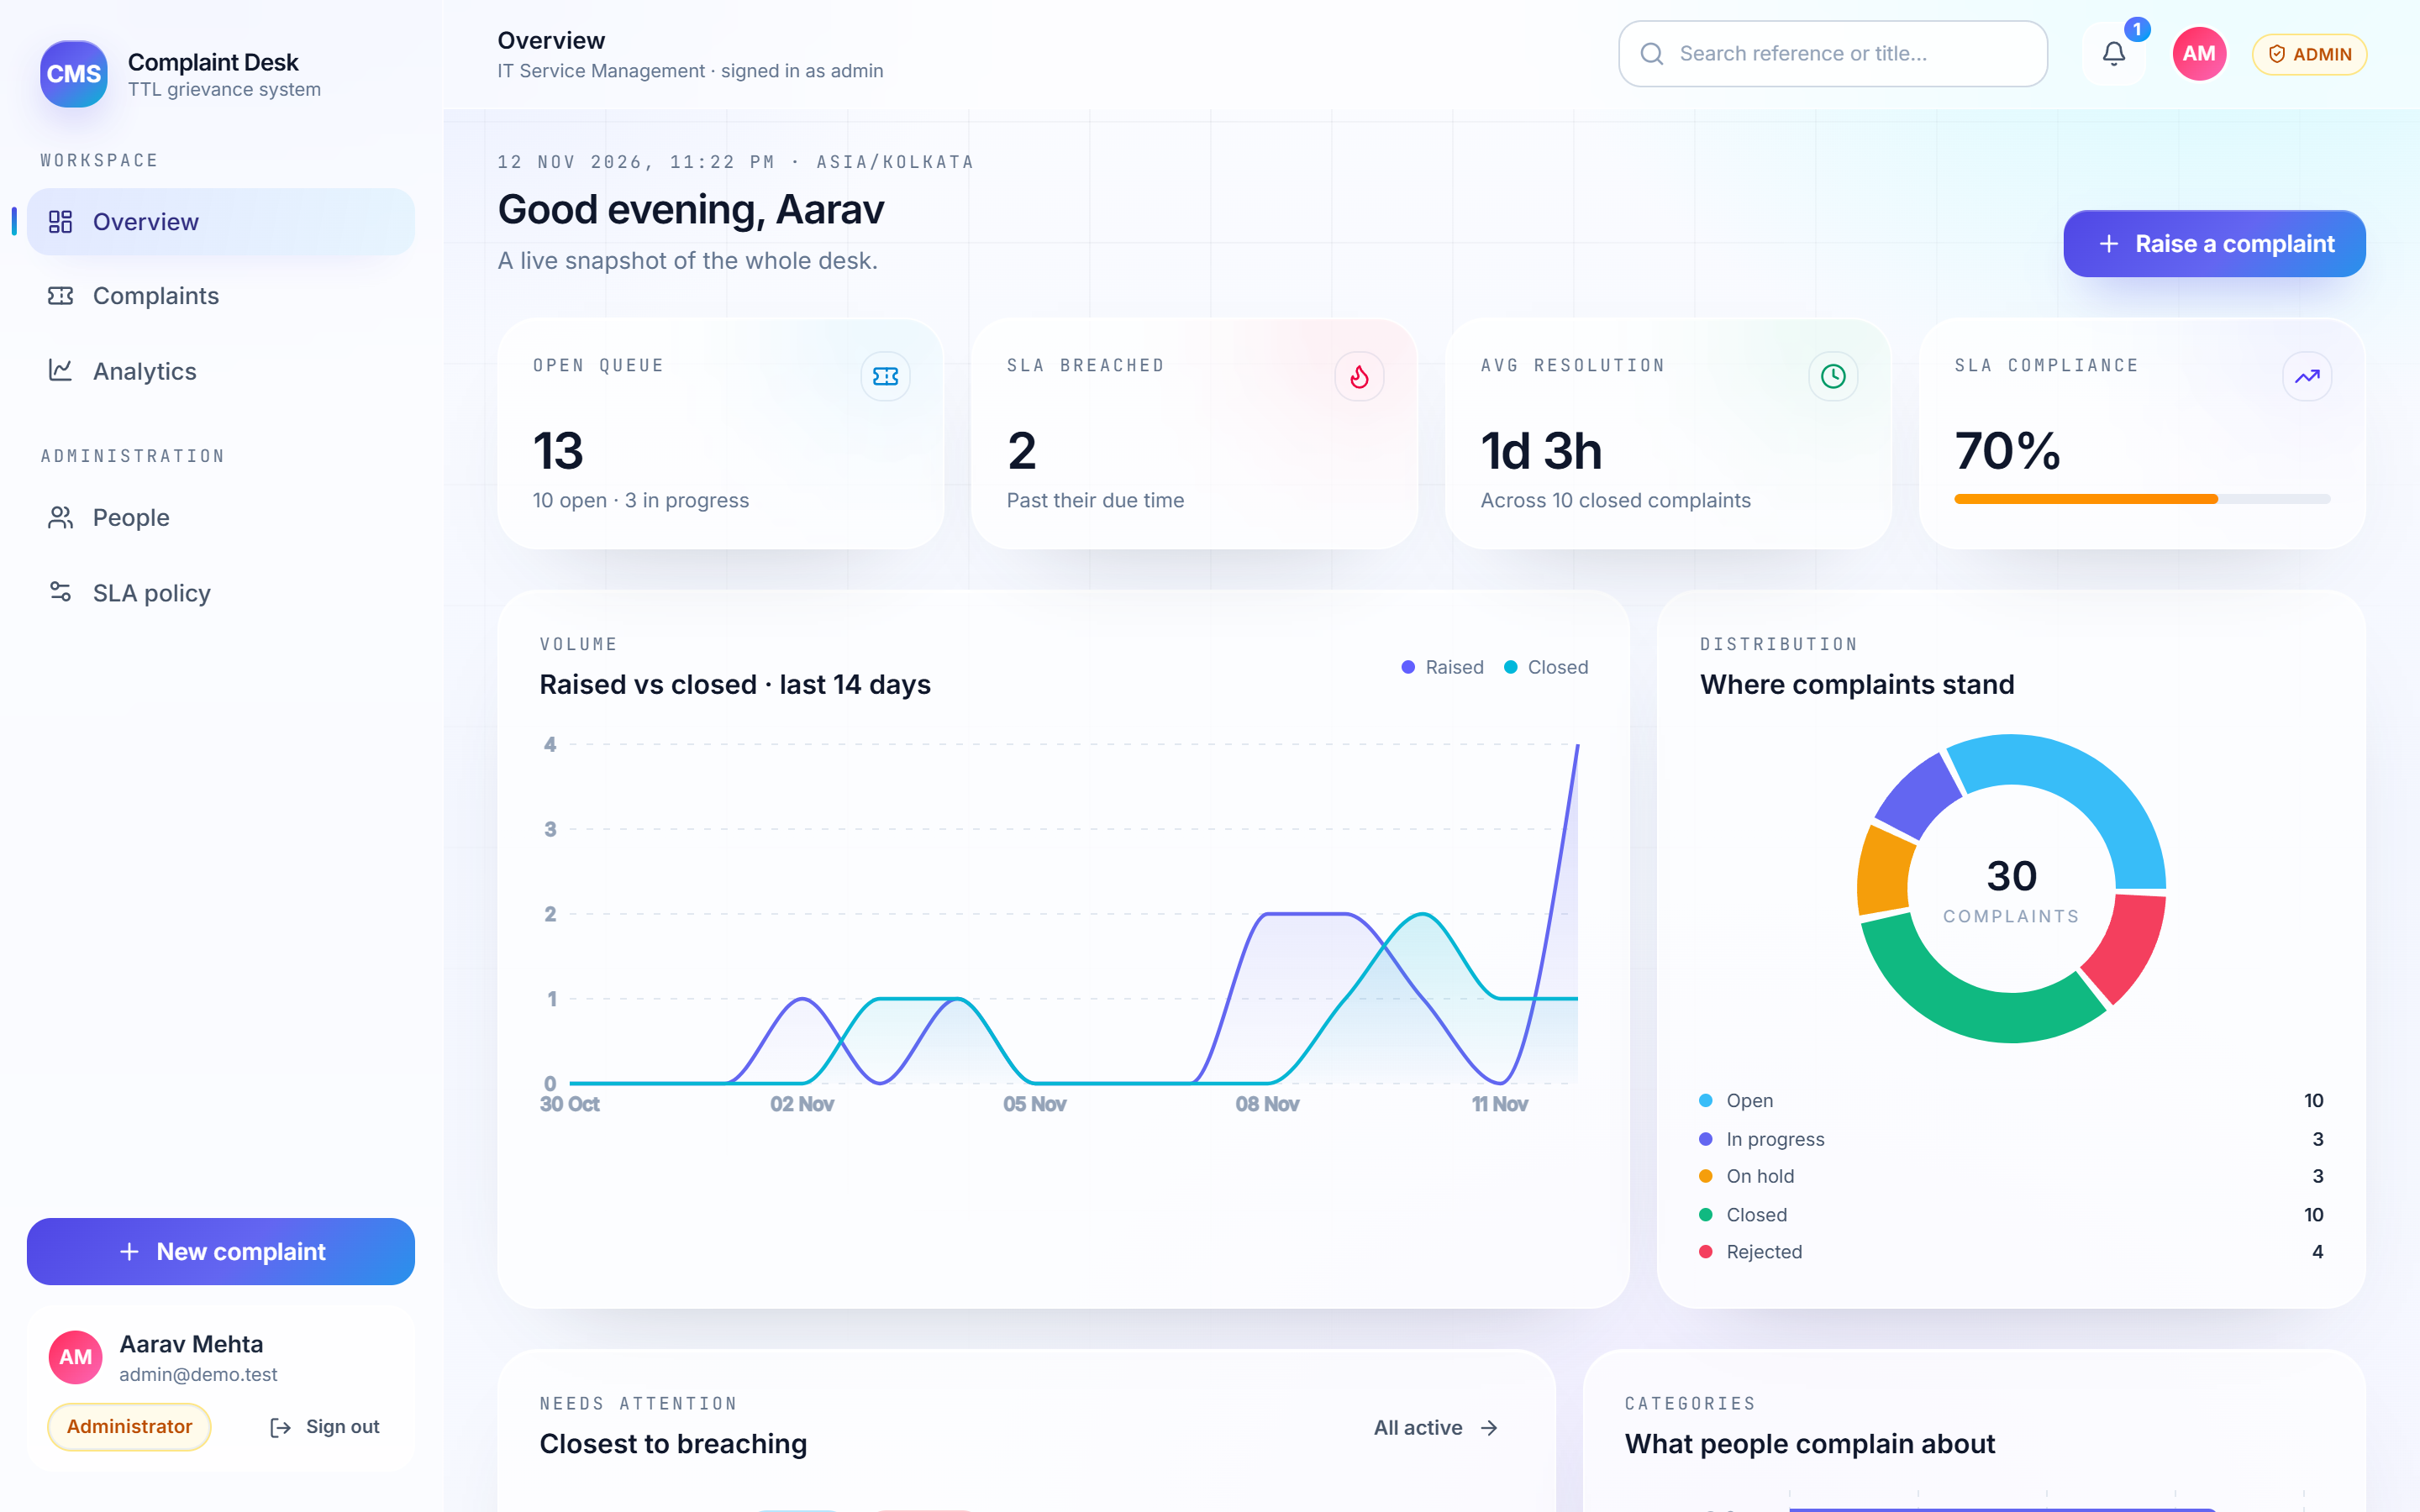 CMS
Complaint Desk
TTL grievance system
WORKSPACE
Overview
Complaints
Analytics
ADMINISTRATION
People
SLA policy
New complaint
AM
Aarav Mehta
admin@demo.test
Administrator
Sign out
Overview
IT Service Management · signed in as admin
Search reference or title...
1
AM
ADMIN
12 NOV 2026, 11:22 PM · ASIA/KOLKATA
Good evening, Aarav
A live snapshot of the whole desk.
Raise a complaint
OPEN QUEUE
13
10 open · 3 in progress
SLA BREACHED
2
Past their due time
AVG RESOLUTION
1d 3h
Across 10 closed complaints
SLA COMPLIANCE
70%
VOLUME
Raised vs closed · last 14 days
Raised
Closed
4
3
2
1
0
30 Oct
02 Nov
05 Nov
08 Nov
11 Nov
DISTRIBUTION
Where complaints stand
30
COMPLAINTS
Open 10
In progress 3
On hold 3
Closed 10
Rejected 4
NEEDS ATTENTION
Closest to breaching
All active
CATEGORIES
What people complain about